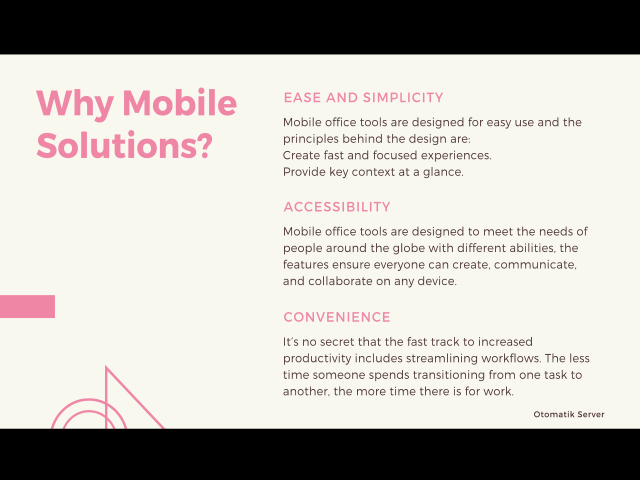 Why Mobile
Solutions?
EASE AND SIMPLICITY
Mobile office tools are designed for easy use and the
principles behind the design are:
Create fast and focused experiences.
Provide key context at a glance.
ACCESSIBILITY
Mobile office tools are designed to meet the needs of
people around the globe with different abilities, the
features ensure everyone can create, communicate,
and collaborate on any device.
CONVENIENCE
It's no secret that the fast track to increased
productivity includes streamlining workflows. The less
time someone spends transitioning from one task to
another, the more time there is for work.
Otomatik Server